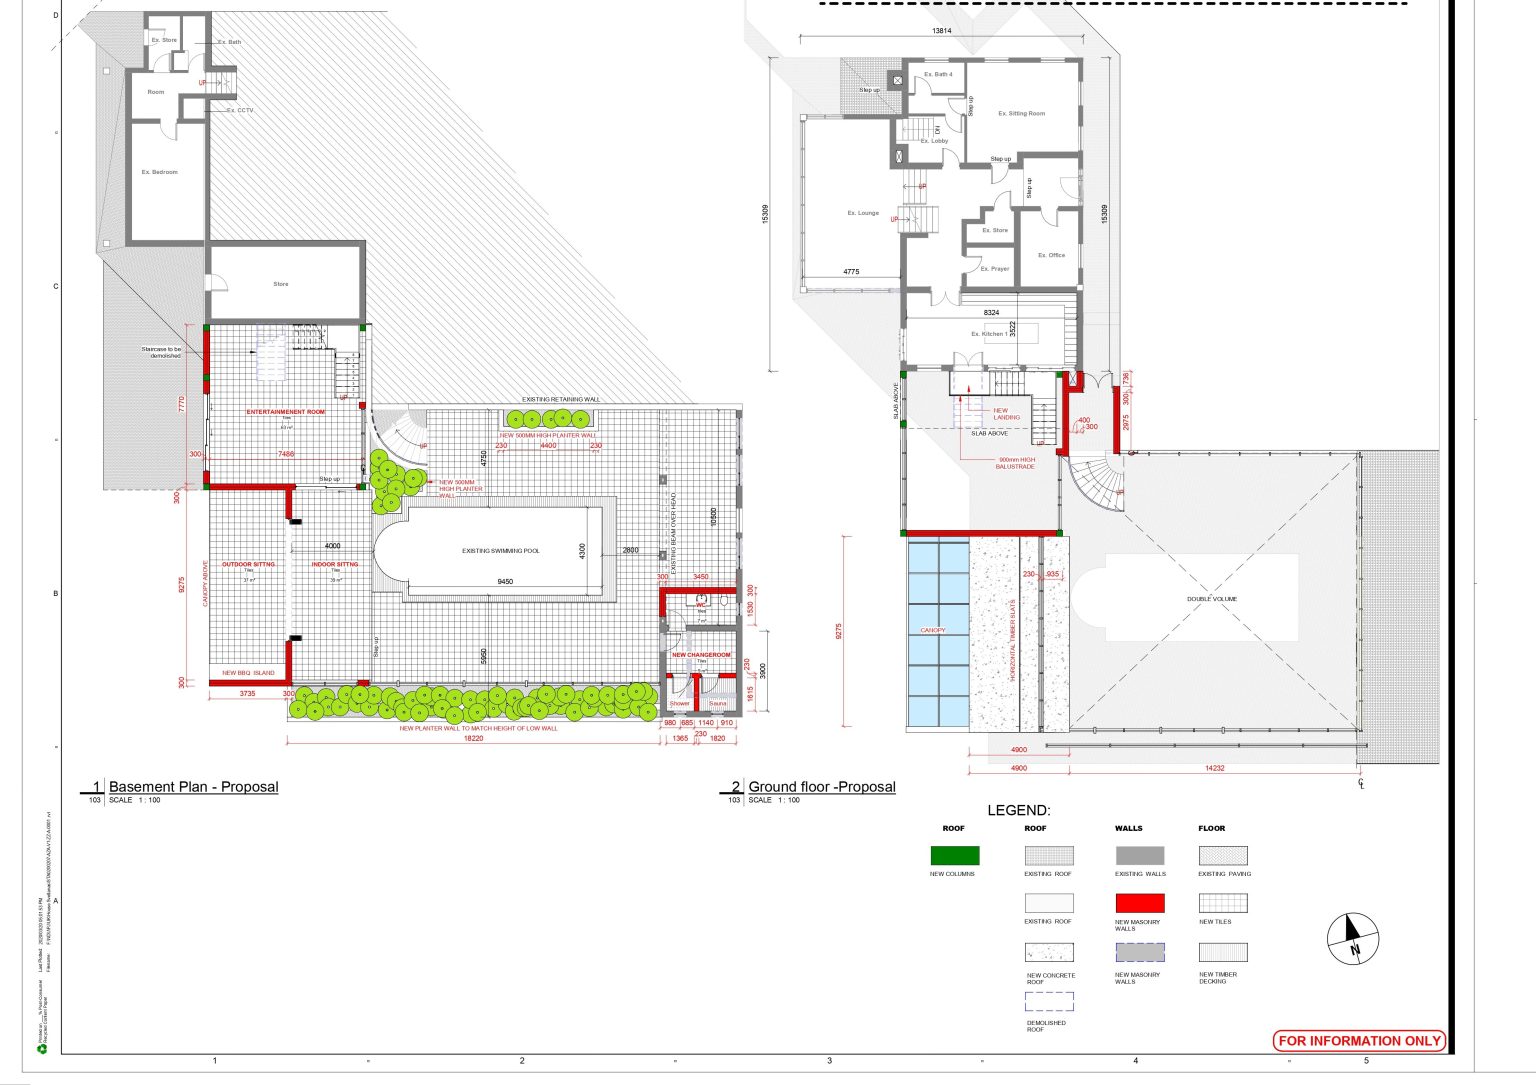 D
C
B
A
Ex. Store
Ex. Bath
UP
Room
Ex. CCTV
Ex. Bedroom
Store
Staircase to be
demolished
UP
ENTERTAINMENENT ROOM
Tiles
7770
300
7486
Step up
300
EXISTING RETAINING WALL
NEW 500MM HIGH PLANTER WALL
230
4400
230
UP
4750
NEW 500MM
HIGH PLANTER
WALL
EXISTING BEAM OVER HEAD
10500
4000
EXISTING SWIMMING POOL
4300
2800
9450
OUTDOOR SITTNG
Tiles
INDOOR SITTNG
Tiles
CANOPY ABOVE
9275
300
3450
300
WC
tiles
1530
Step up
5950
NEW CHANGEROOM
Tiles
3900
230
NEW BBQ ISLAND
300
3735
300
Shower
Sauna
1615
980
685
1140
910
230
1365
1820
NEW PLANTER WALL TO MATCH HEIGHT OF LOW WALL
18220
1
Basement Plan - Proposal
103
SCALE 1 : 100
13814
Step up
Ex. Bath 4
Step up
Ex. Sitting Room
DN
Ex. Lobby
Step up
UP
Step up
15309
15309
Ex. Lounge
UP
Ex. Store
Ex. Office
Ex. Prayer
4775
8324
Ex. Kitchen 1
3522
736
300
SLAB ABOVE
NEW
LANDING
2975
400
300
SLAB ABOVE
UP
900mm HIGH
BALUSTRADE
UP
230
935
9275
CANOPY
HORIZONTAL TIMBER SLATS
DOUBLE VOLUME
4900
4900
14232
2
Ground floor -Proposal
103
SCALE 1 : 100
LEGEND:
ROOF
ROOF
WALLS
FLOOR
NEW COLUMNS
EXISTING ROOF
EXISTING WALLS
EXISTING PAVING
EXISTING ROOF
NEW MASONRY
WALLS
NEW TILES
NEW CONCRETE
ROOF
NEW MASONRY
WALLS
NEW TIMBER
DECKING
DEMOLISHED
ROOF
N
FOR INFORMATION ONLY
1
2
3
4
5